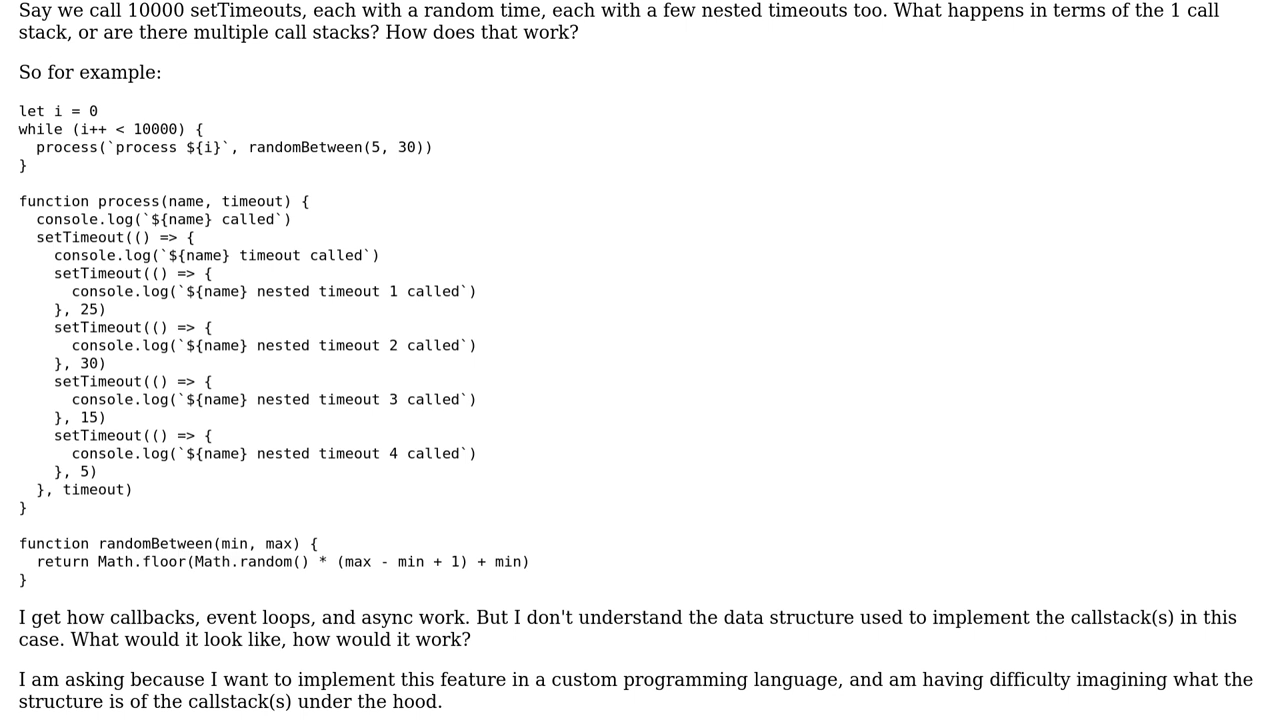 Say we call 10000 setTimeouts, each with a random time, each with a few nested timeouts too. What happens in terms of the 1 call
stack, or are there multiple call stacks? How does that work?
So for example:
let i = 0
while (i++ < 10000) {
  process(`process ${i}`, randomBetween(5, 30))
}
function process(name, timeout) {
  console.log(`${name} called`)
  setTimeout(() => {
    console.log(`${name} timeout called`)
    setTimeout(() => {
      console.log(`${name} nested timeout 1 called`)
    }, 25)
    setTimeout(() => {
      console.log(`${name} nested timeout 2 called`)
    }, 30)
    setTimeout(() => {
      console.log(`${name} nested timeout 3 called`)
    }, 15)
    setTimeout(() => {
      console.log(`${name} nested timeout 4 called`)
    }, 5)
  }, timeout)
}
function randomBetween(min, max) {
  return Math.floor(Math.random() * (max - min + 1) + min)
}
I get how callbacks, event loops, and async work. But I don't understand the data structure used to implement the callstack(s) in this
case. What would it look like, how would it work?
I am asking because I want to implement this feature in a custom programming language, and am having difficulty imagining what the
structure is of the callstack(s) under the hood.